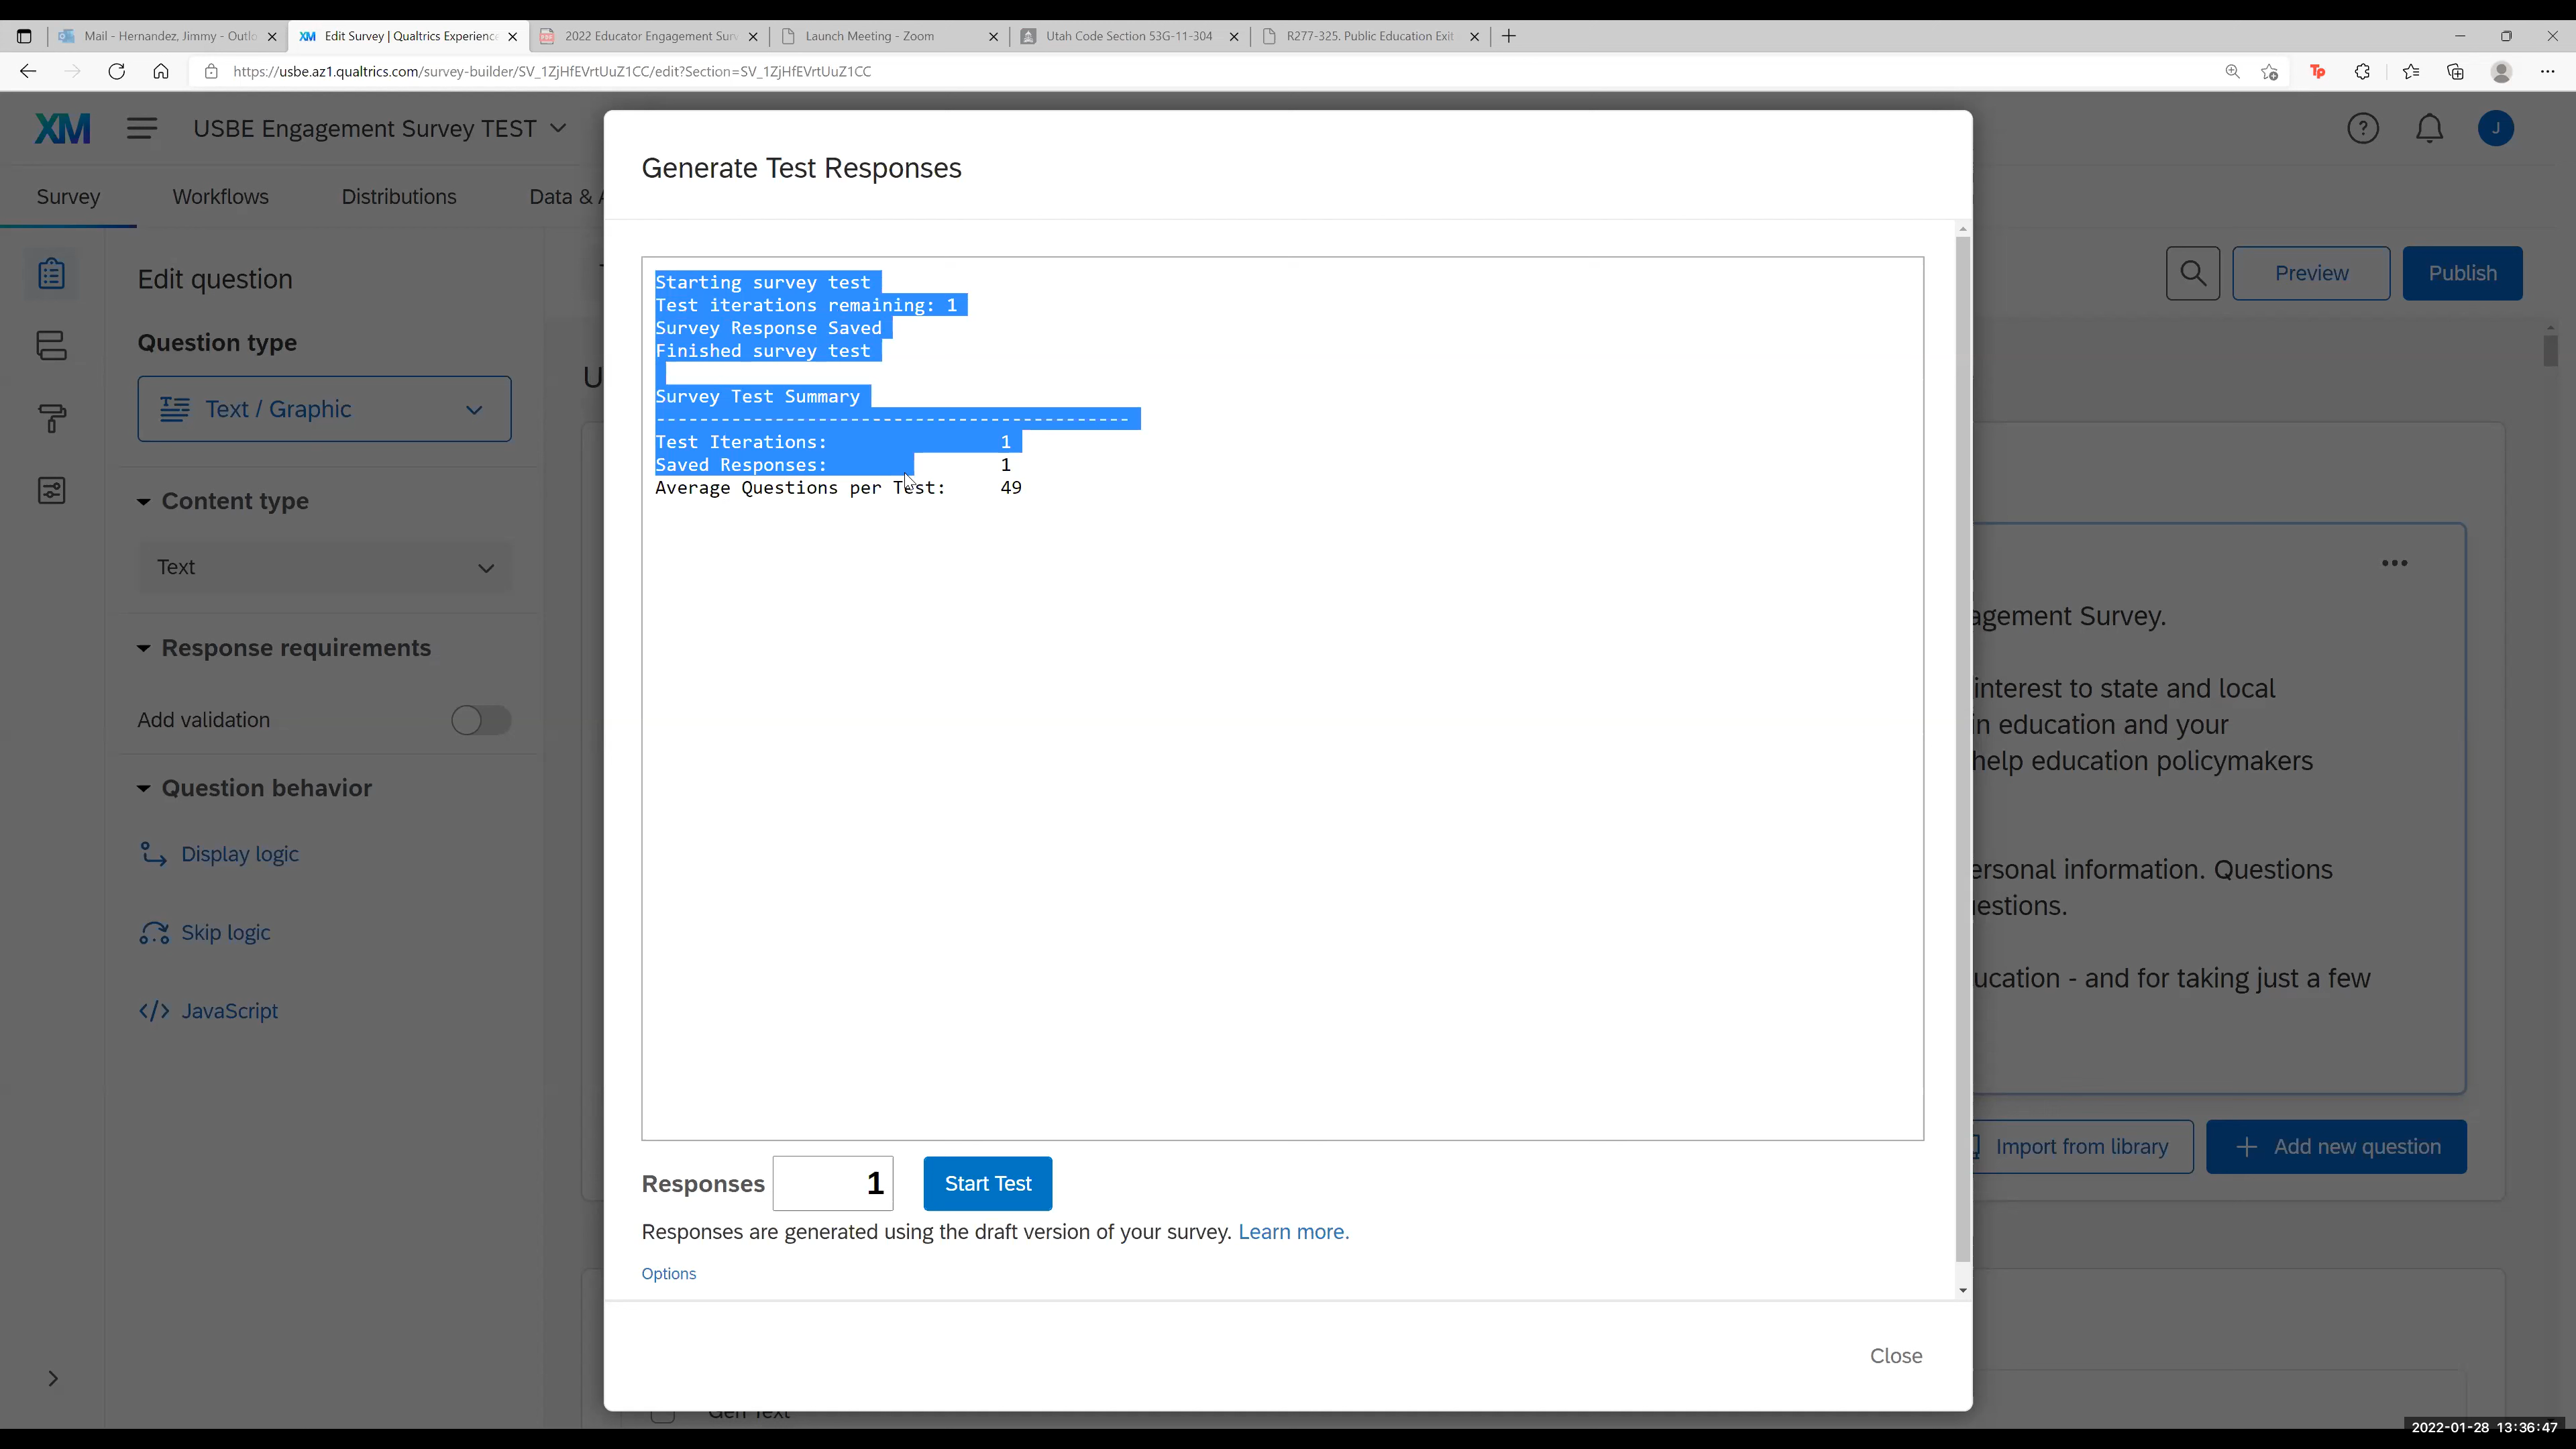 Mail - Hernandez, Jimmy - Outlo
Edit Survey | Qualtrics Experience
2022 Educator Engagement Surv
Launch Meeting - Zoom
Utah Code Section 53G-11-304
R277-325. Public Education Exit
https://usbe.az1.qualtrics.com/survey-builder/SV_1ZjHfEVrtUuZ1CC/edit?Section=SV_1ZjHfEVrtUuZ1CC
Tp
XM
USBE Engagement Survey TEST
J
Survey
Workflows
Distributions
Data & A
Edit question
Preview
Publish
Question type
Text / Graphic
Content type
Text
Response requirements
Add validation
Question behavior
Display logic
Skip logic
</> JavaScript
Generate Test Responses
Starting survey test
Test iterations remaining: 1
Survey Response Saved
Finished survey test
Survey Test Summary
--------------------------------------------
Test Iterations: 1
Saved Responses: 1
Average Questions per Test: 49
Responses 1 Start Test
Responses are generated using the draft version of your survey. Learn more.
Options
Close
agement Survey.
interest to state and local
in education and your
help education policymakers
ersonal information. Questions
estions.
ucation - and for taking just a few
Import from library
Add new question
2022-01-28 13:36:47